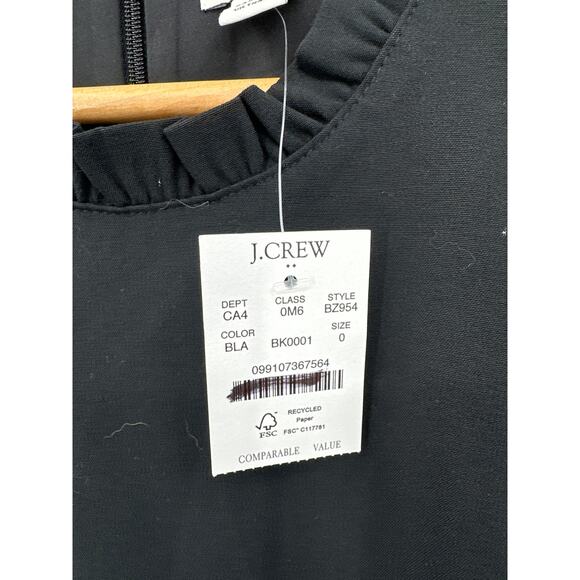 J.CREW
DEPT CLASS STYLE
CA4 0M6 BZ954
COLOR SIZE
BLA BK0001 0
099107367564
RECYCLED
Paper
FSC FSC™ C117781
COMPARABLE VALUE